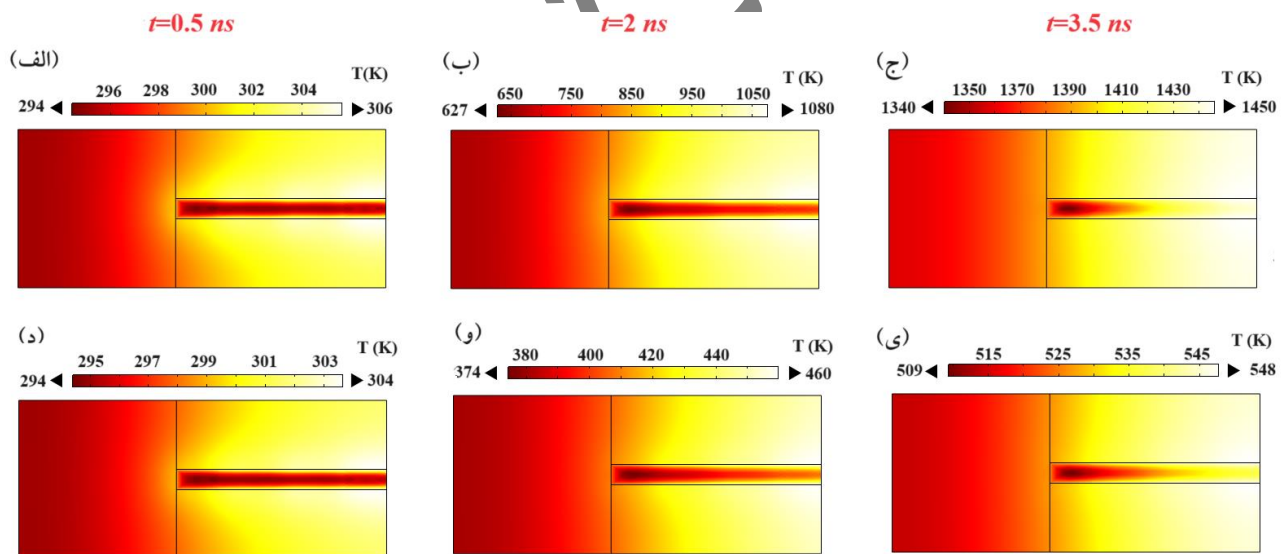 t=0.5 ns
t=2 ns
t=3.5 ns
(الف)
T(K)
296 298 300 302 304
294 306
(ب)
T (K)
650 750 850 950 1050
627 1080
(ج)
T (K)
1350 1370 1390 1410 1430
1340 1450
(د)
T (K)
295 297 299 301 303
294 304
(و)
T (K)
380 400 420 440
374 460
(ی)
T (K)
515 525 535 545
509 548